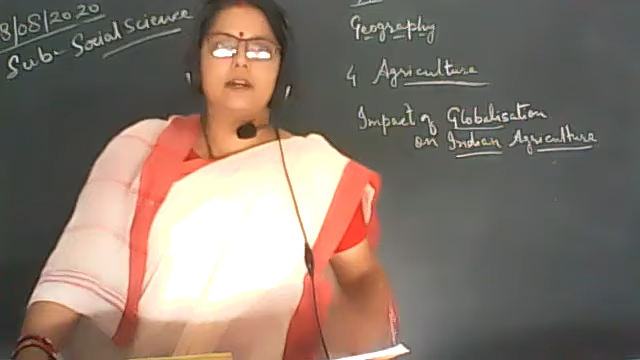 8/08/2020
Sub- Social Science
Geography
4 Agriculture
Impact of Globalisation
on Indian Agriculture